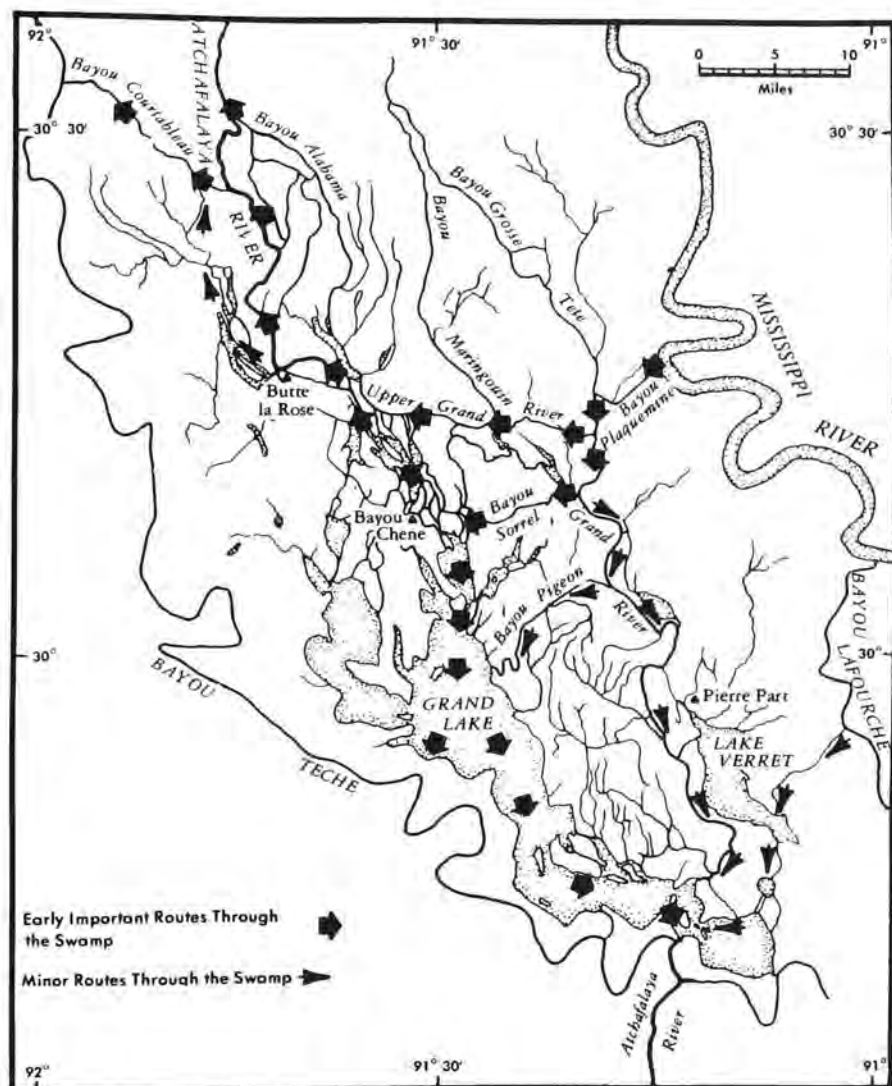 92°
91° 30'
91°
0 5 10
Miles
30° 30'
30° 30'
ATCHAFALAYA
RIVER
Bayou Courtableau
Bayou Alabama
Bayou Grosse Tete
Bayou Maringouin
MISSISSIPPI
RIVER
Butte
la Rose
Upper Grand River
Bayou
Plaquemine
Bayou
Sorrel
Bayou
Chene
Grand
River
Bayou Pigeon
30°
30°
BAYOU
LAFOURCHE
Pierre Part
GRAND
LAKE
LAKE
VERRET
BAYOU
TECHE
Early Important Routes Through
the Swamp
Minor Routes Through the Swamp
Atchafalaya
River
92°
91° 30'
91°